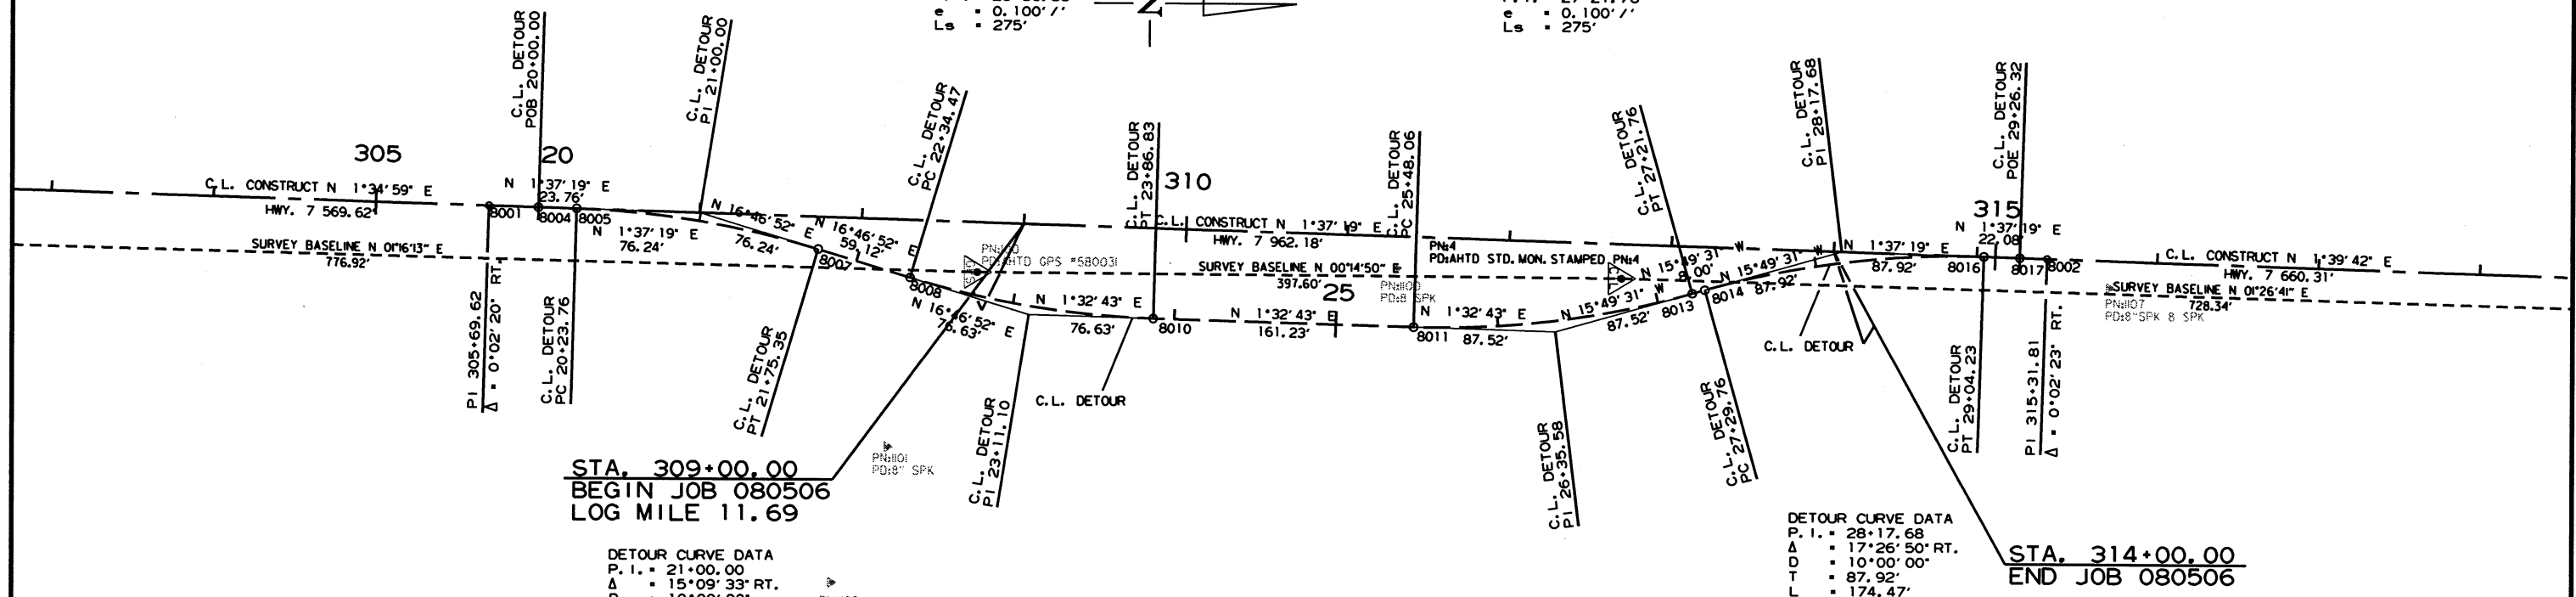 e = 0.100'/'
Ls = 275'
e = 0.100'/'
Ls = 275'
C.L. DETOUR
POB 20+00.00
C.L. DETOUR
PI 21+00.00
C.L. DETOUR
PC 22+34.47
C.L. DETOUR
PT 23+86.83
C.L. DETOUR
PC 25+48.06
C.L. DETOUR
PT 27+21.76
C.L. DETOUR
PI 28+17.68
C.L. DETOUR
POE 29+26.32
305
20
310
315
C.L. CONSTRUCT N 1°34'59" E
HWY. 7 569.62'
N 1°37'19" E
23.76'
8001
8004
8005
N 1°37'19" E
76.24'
N 16°46'52" E
76.24'
N 16°46'52" E
59.12'
8007
8008
N 16°46'52" E
76.63'
PD:AHTD GPS #580031
C.L. CONSTRUCT N 1°37'19" E
HWY. 7 962.18'
SURVEY BASELINE N 01°16'13" E
776.92'
SURVEY BASELINE N 00°14'50" E
397.60'
25
PN:1100
PD:8 SPK
PN:4
PD:AHTD STD. MON. STAMPED PN:4
N 1°32'43" E
76.63'
8010
N 1°32'43" E
161.23'
8011
N 1°32'43" E
87.52'
N 15°49'31" W
87.52'
8013
N 15°49'31" W
8.00'
8014
N 15°49'31" W
87.92'
N 1°37'19" E
87.92'
8016
N 1°37'19" E
22.08'
8017
8002
C.L. CONSTRUCT N 1°39'42" E
HWY. 7 660.31'
SURVEY BASELINE N 01°26'41" E
728.34'
PN:1107
PD:8"SPK 8 SPK
PI 305+69.62
Δ = 0°02'20" RT.
C.L. DETOUR
PC 20+23.76
C.L. DETOUR
PT 21+75.35
C.L. DETOUR
PI 23+11.10
C.L. DETOUR
C.L. DETOUR
PI 26+35.58
C.L. DETOUR
PC 27+29.76
C.L. DETOUR
C.L. DETOUR
PT 29+04.23
PI 315+31.81
Δ = 0°02'23" RT.
PN:1101
PD:8" SPK
STA. 309+00.00
BEGIN JOB 080506
LOG MILE 11.69
DETOUR CURVE DATA
P.I. = 21+00.00
Δ = 15°09'33" RT.
DETOUR CURVE DATA
P.I. = 28+17.68
Δ = 17°26'50" RT.
D = 10°00'00"
T = 87.92'
L = 174.47'
STA. 314+00.00
END JOB 080506